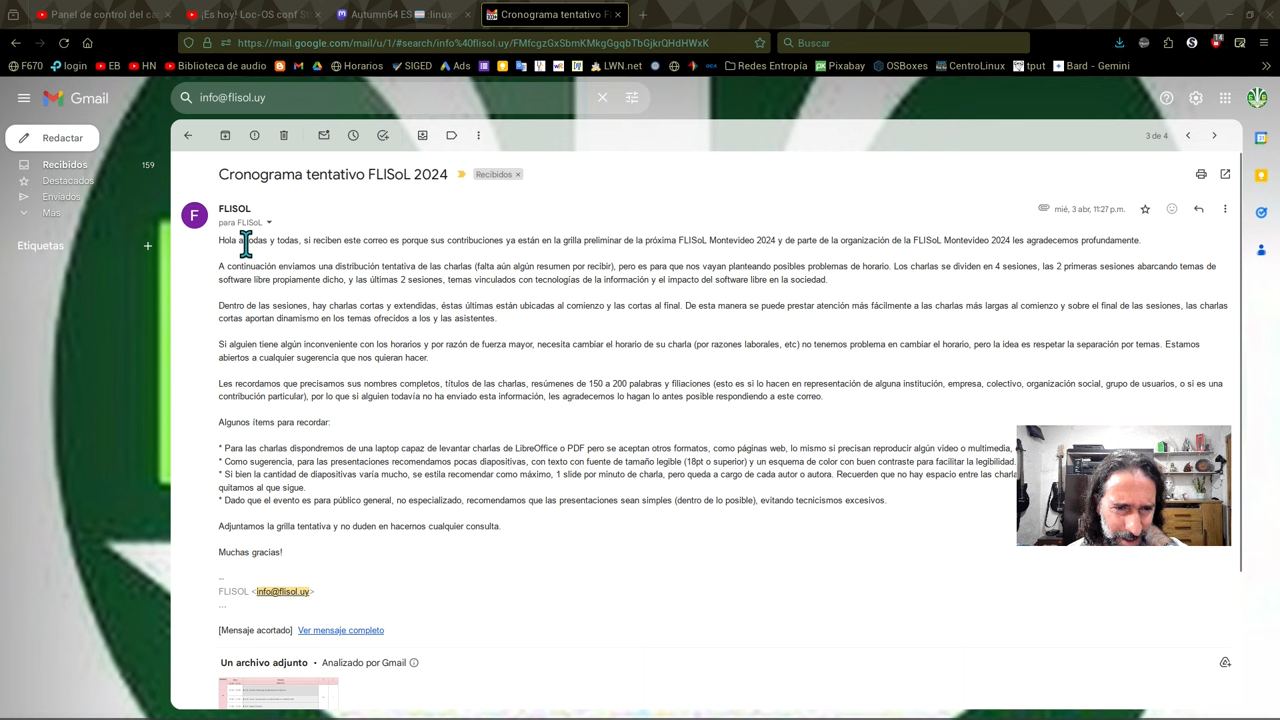 Panel de control del can
¡Es hoy! Loc-OS conf S
Autumn64 ES :linux:
Cronograma tentativo F
https://mail.google.com/mail/u/1/#search/info%40flisol.uy/FMfcgzGxSbmKMkgGgqbTbGjkrQHdHWxK
Buscar
F670
login
EB
HN
Biblioteca de audio
Horarios
SIGED
Ads
LWN.net
Redes Entropía
Pixabay
OSBoxes
CentroLinux
tput
Bard - Gemini
Gmail
info@flisol.uy
Redactar
3 de 4
Recibidos
159
Destacados
Enviados
Más
Etiquetas
Cronograma tentativo FLISoL 2024
Recibidos
FLISOL
mié, 3 abr, 11:27 p.m.
para FLISoL
Hola a todas y todas, si reciben este correo es porque sus contribuciones ya están en la grilla preliminar de la próxima FLISoL Montevideo 2024 y de parte de la organización de la FLISoL Montevideo 2024 les agradecemos profundamente.
A continuación enviamos una distribución tentativa de las charlas (falta aún algún resumen por recibir), pero es para que nos vayan planteando posibles problemas de horario. Los charlas se dividen en 4 sesiones, las 2 primeras sesiones abarcando temas de
software libre propiamente dicho, y las últimas 2 sesiones, temas vinculados con tecnologías de la información y el impacto del software libre en la sociedad.
Dentro de las sesiones, hay charlas cortas y extendidas, éstas últimas están ubicadas al comienzo y las cortas al final. De esta manera se puede prestar atención más fácilmente a las charlas más largas al comienzo y sobre el final de las sesiones, las charlas
cortas aportan dinamismo en los temas ofrecidos a los y las asistentes.
Si alguien tiene algún inconveniente con los horarios y por razón de fuerza mayor, necesita cambiar el horario de su charla (por razones laborales, etc) no tenemos problema en cambiar el horario, pero la idea es respetar la separación por temas. Estamos
abiertos a cualquier sugerencia que nos quieran hacer.
Les recordamos que precisamos sus nombres completos, títulos de las charlas, resúmenes de 150 a 200 palabras y filiaciones (esto es si lo hacen en representación de alguna institución, empresa, colectivo, organización social, grupo de usuarios, o si es una
contribución particular), por lo que si alguien todavía no ha enviado esta información, les agradecemos lo hagan lo antes posible respondiendo a este correo.
Algunos ítems para recordar:
* Para las charlas dispondremos de una laptop capaz de levantar charlas de LibreOffice o PDF pero se aceptan otros formatos, como páginas web, lo mismo si precisan reproducir algún video o multimedia,
* Como sugerencia, para las presentaciones recomendamos pocas diapositivas, con texto con fuente de tamaño legible (18pt o superior) y un esquema de color con buen contraste para facilitar la legibilidad.
* Si bien la cantidad de diapositivas varía mucho, se estila recomendar como máximo, 1 slide por minuto de charla, pero queda a cargo de cada autor o autora. Recuerden que no hay espacio entre las charla
quitamos al que sigue.
* Dado que el evento es para público general, no especializado, recomendamos que las presentaciones sean simples (dentro de lo posible), evitando tecnicismos excesivos.
Adjuntamos la grilla tentativa y no duden en hacernos cualquier consulta.
Muchas gracias!
--
FLISOL <info@flisol.uy>
...
[Mensaje acortado] Ver mensaje completo
Un archivo adjunto • Analizado por Gmail